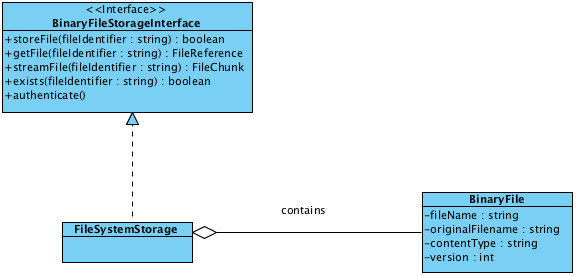 <<Interface>>
BinaryFileStorageInterface
+storeFile(fileIdentifier : string) : boolean
+getFile(fileIdentifier : string) : FileReference
+streamFile(fileIdentifier : string) : FileChunk
+exists(fileIdentifier : string) : boolean
+authenticate()
contains
FileSystemStorage
BinaryFile
-fileName : string
-originalFilename : string
-contentType : string
-version : int